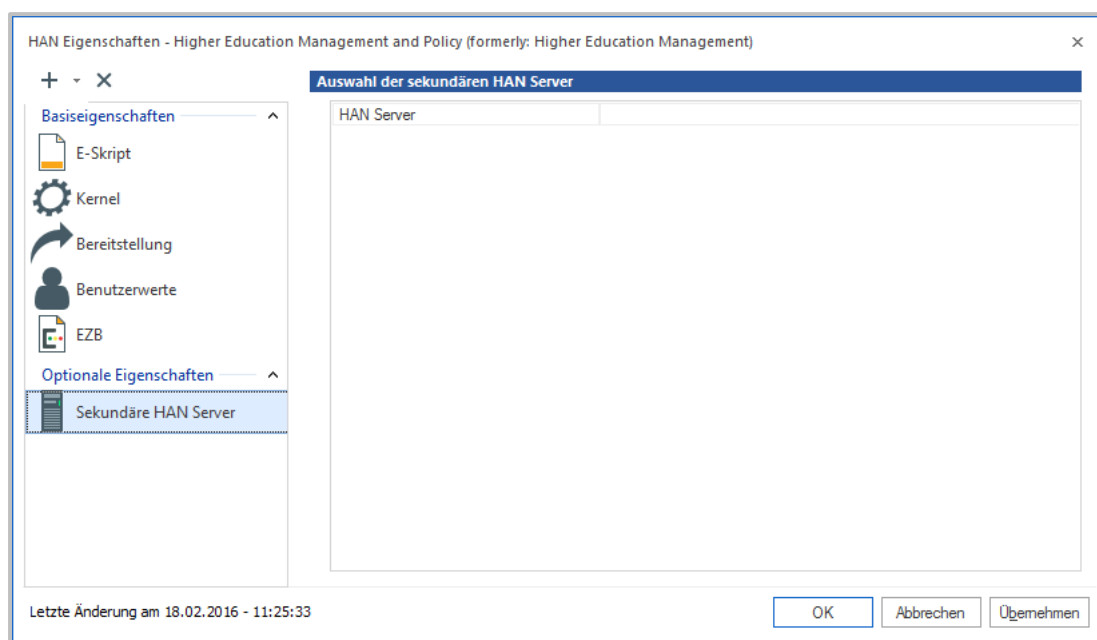 HAN Eigenschaften - Higher Education Management and Policy (formerly: Higher Education Management)
Auswahl der sekundären HAN Server
Basiseigenschaften
HAN Server
E-Skript
Kernel
Bereitstellung
Benutzerwerte
EZB
Optionale Eigenschaften
Sekundäre HAN Server
Letzte Änderung am 18.02.2016 - 11:25:33
OK
Abbrechen
Übernehmen